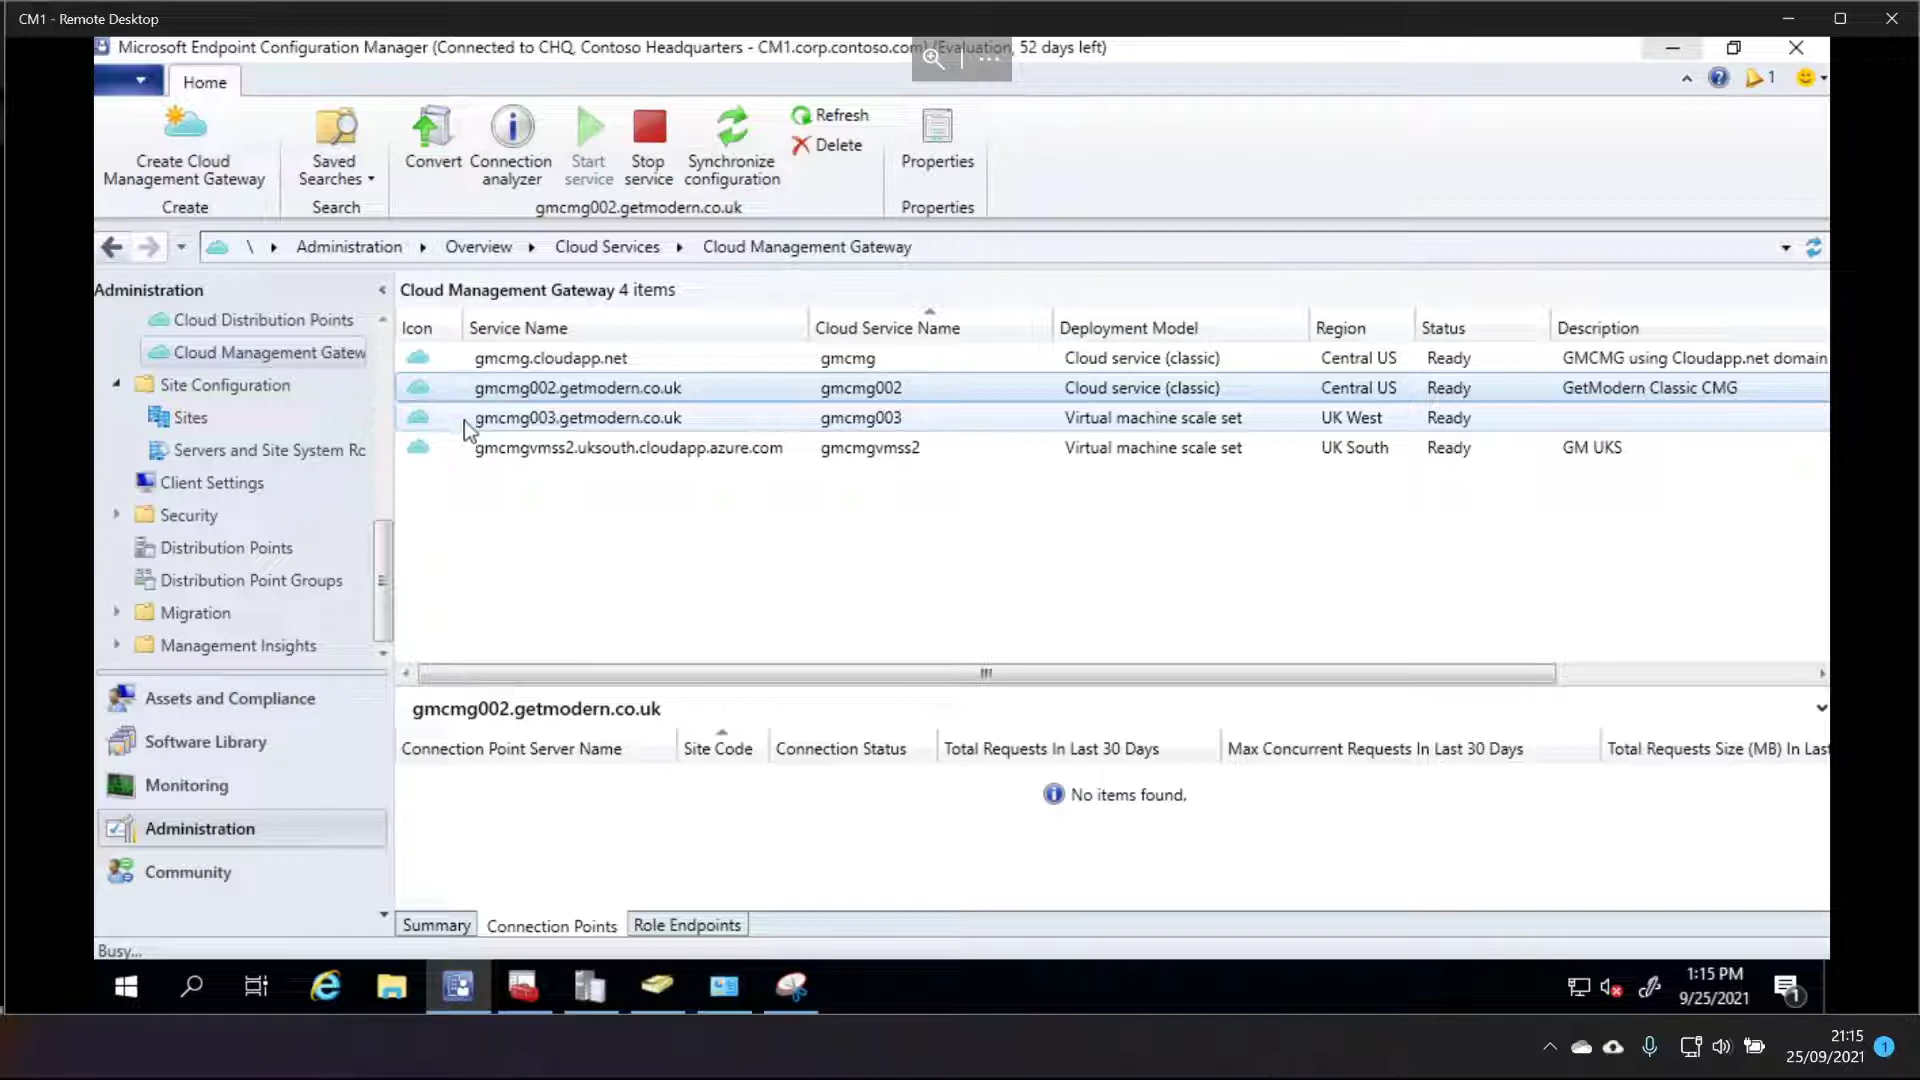 CM1 - Remote Desktop
Microsoft Endpoint Configuration Manager (Connected to CHQ, Contoso Headquarters - CM1.corp.contoso.com) (Evaluation, 52 days left)
Home
1
Create Cloud
Management Gateway
Saved
Searches
Convert
Connection
analyzer
Start
service
Stop
service
Synchronize
configuration
Refresh
Delete
Properties
Create
Search
gmcmg002.getmodern.co.uk
Properties
\ Administration Overview Cloud Services Cloud Management Gateway
Administration
Cloud Distribution Points
Cloud Management Gatew
Site Configuration
Sites
Servers and Site System Rc
Client Settings
Security
Distribution Points
Distribution Point Groups
Migration
Management Insights
Assets and Compliance
Software Library
Monitoring
Administration
Community
Cloud Management Gateway 4 items
Icon Service Name Cloud Service Name Deployment Model Region Status Description
gmcmg.cloudapp.net gmcmg Cloud service (classic) Central US Ready GMCMG using Cloudapp.net domain
gmcmg002.getmodern.co.uk gmcmg002 Cloud service (classic) Central US Ready GetModern Classic CMG
gmcmg003.getmodern.co.uk gmcmg003 Virtual machine scale set UK West Ready
gmcmgvmss2.uksouth.cloudapp.azure.com gmcmgvmss2 Virtual machine scale set UK South Ready GM UKS
gmcmg002.getmodern.co.uk
Connection Point Server Name Site Code Connection Status Total Requests In Last 30 Days Max Concurrent Requests In Last 30 Days Total Requests Size (MB) In Last
No items found.
Summary Connection Points Role Endpoints
Busy...
1:15 PM
9/25/2021
1
21:15
25/09/2021
1